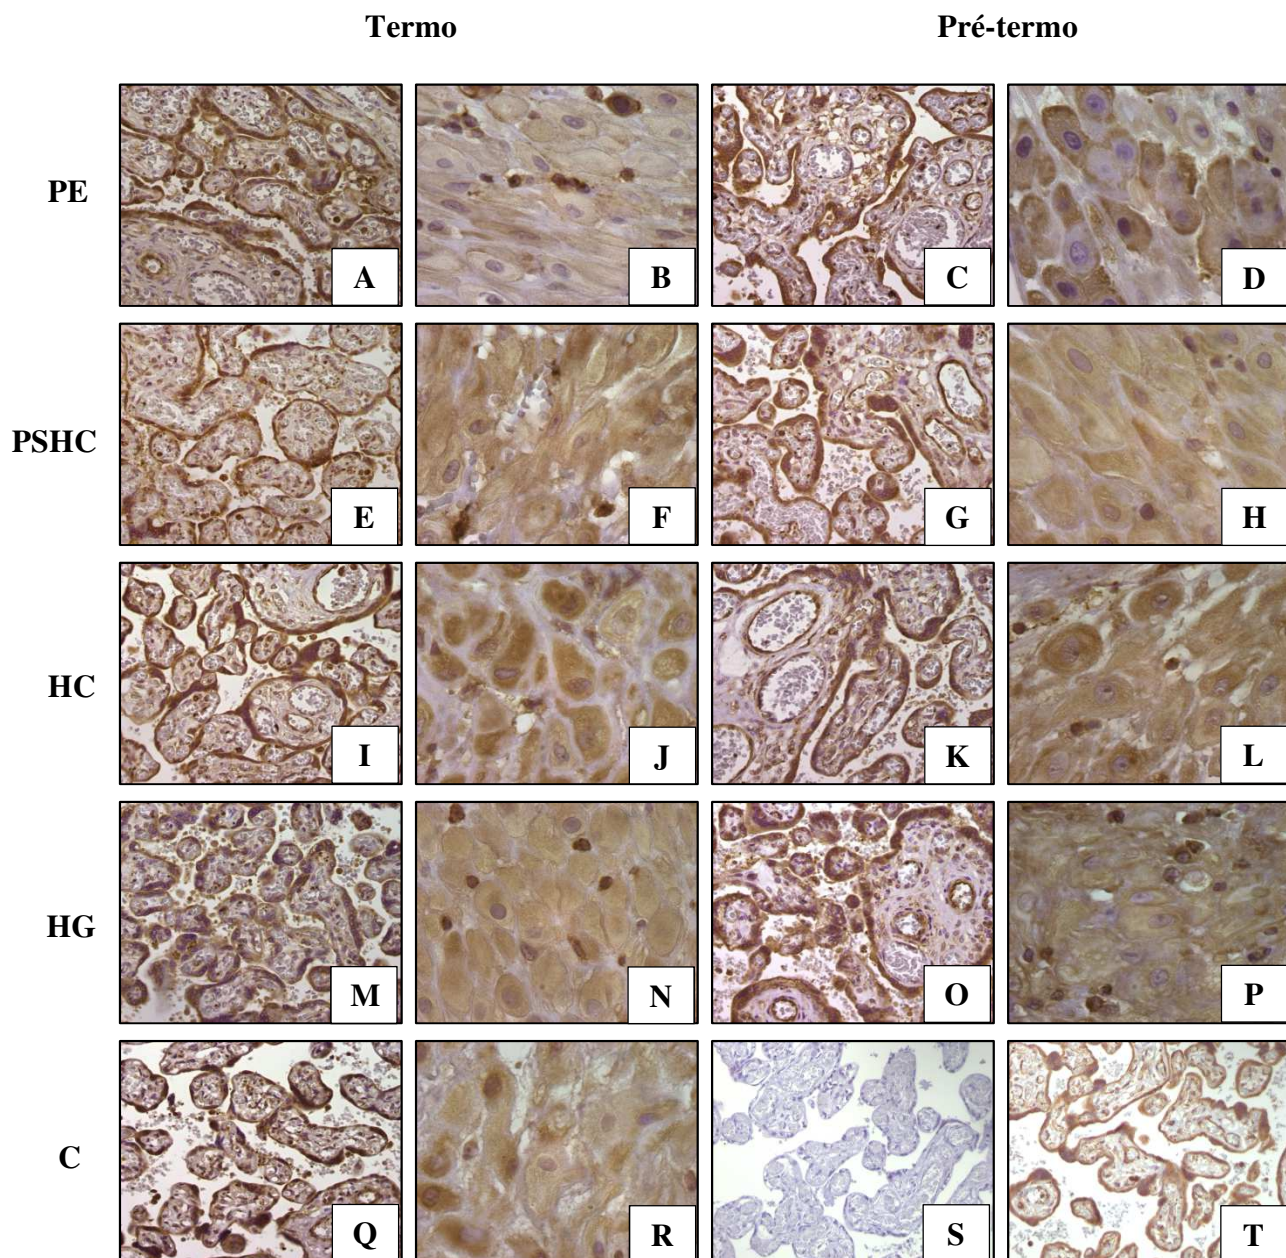 Termo Pré-termo
PE A B C D
PSHC E F G H
HC I J K L
HG M N O P
C Q R S T